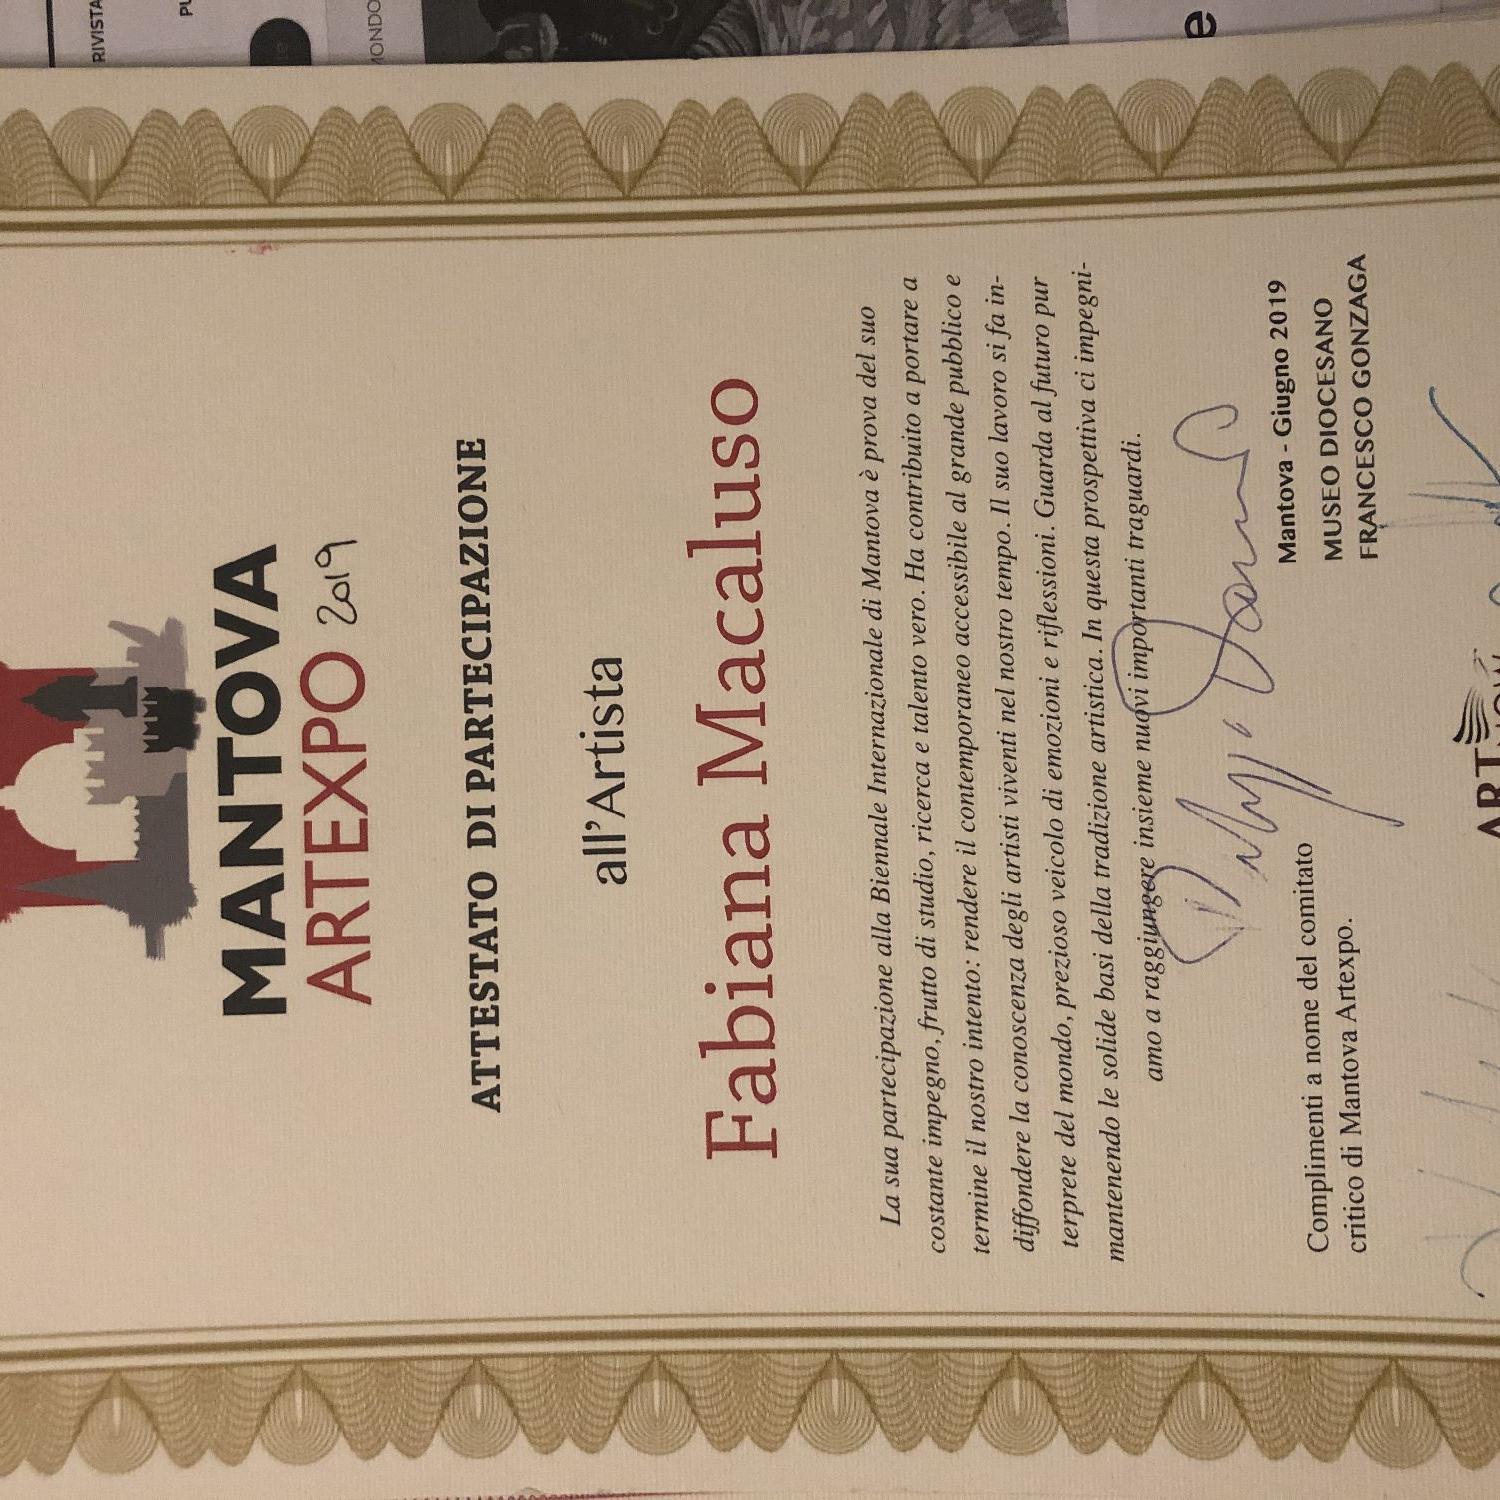 MANTOVA
ARTEXPO 2019
ATTESTATO DI PARTECIPAZIONE
all'Artista
Fabiana Macaluso
La sua partecipazione alla Biennale Internazionale di Mantova è prova del suo
costante impegno, frutto di studio, ricerca e talento vero. Ha contribuito a portare a
termine il nostro intento: rendere il contemporaneo accessibile al grande pubblico e
diffondere la conoscenza degli artisti viventi nel nostro tempo. Il suo lavoro si fa in-
terprete del mondo, prezioso veicolo di emozioni e riflessioni. Guarda al futuro pur
mantenendo le solide basi della tradizione artistica. In questa prospettiva ci impegni-
amo a raggiungere insieme nuovi importanti traguardi.
Complimenti a nome del comitato
critico di Mantova Artexpo.
Mantova - Giugno 2019
MUSEO DIOCESANO
FRANCESCO GONZAGA
ART
RIVISTA